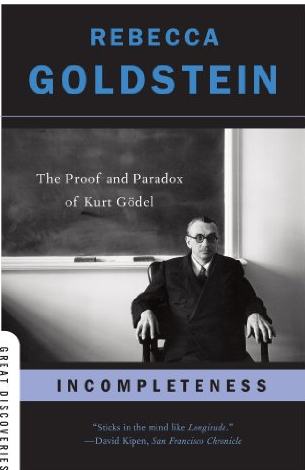 REBECCA
GOLDSTEIN
The Proof and Paradox
of Kurt Gödel
INCOMPLETENESS
GREAT DISCOVERIES
"Sticks in the mind like Longitude."
—David Kipen, San Francisco Chronicle